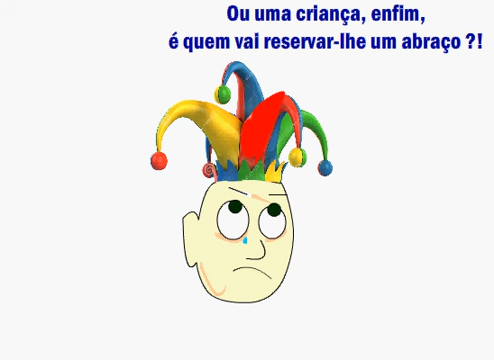 Ou uma criança, enfim,
é quem vai reservar-lhe um abraço ?!